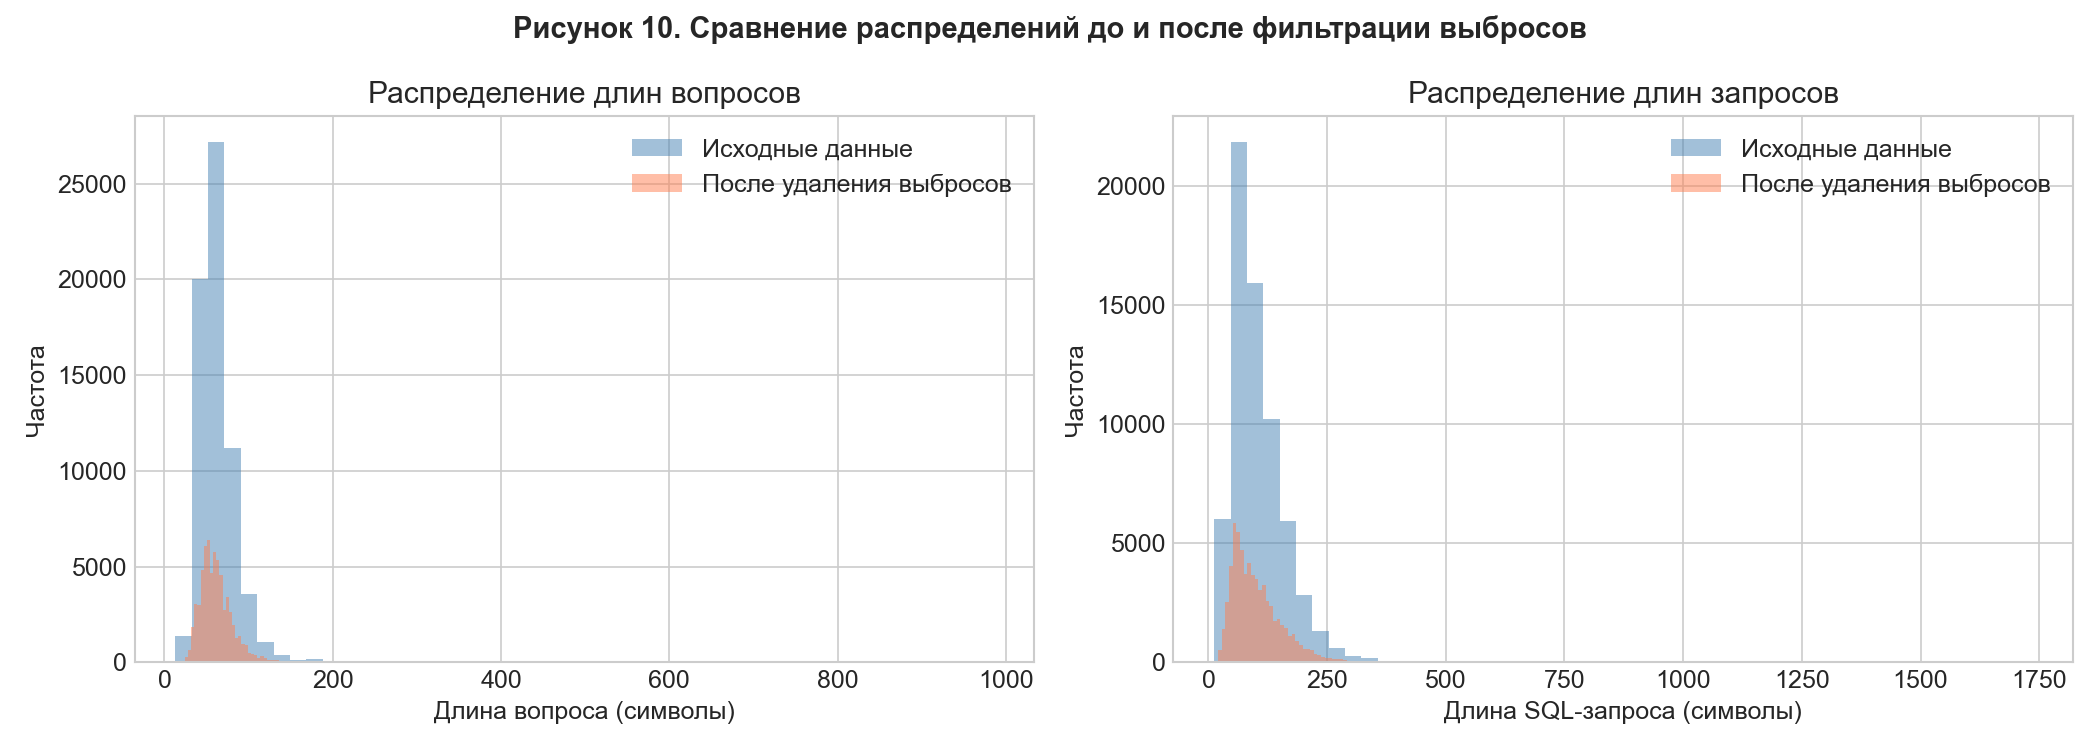 Рисунок 10. Сравнение распределений до и после фильтрации выбросов
Распределение длин вопросов
Исходные данные
После удаления выбросов
25000
20000
15000
10000
5000
0
Частота
0 200 400 600 800 1000
Длина вопроса (символы)
Распределение длин запросов
Исходные данные
После удаления выбросов
20000
15000
10000
5000
0
Частота
0 250 500 750 1000 1250 1500 1750
Длина SQL-запроса (символы)